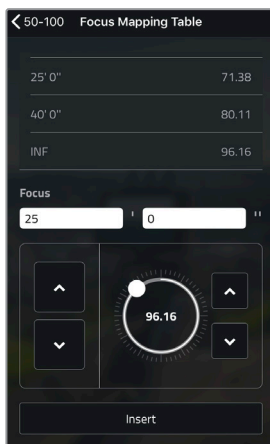 50-100 Focus Mapping Table
25' 0" 71.38
40' 0" 80.11
INF 96.16
Focus
25 ' 0 "
96.16
Insert